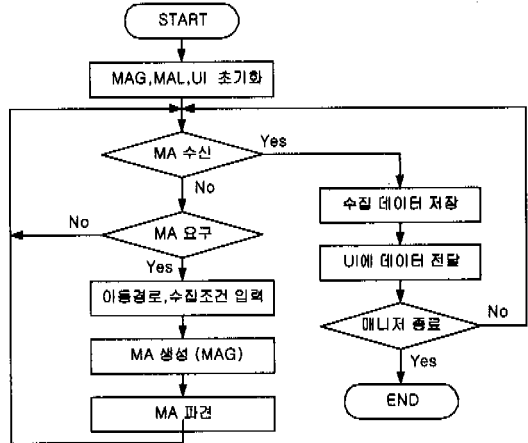 START
MAG,MAL,UI 초기화
MA 수신
Yes
No
MA 요구
No
Yes
이동경로,수집조건 입력
MA 생성 (MAG)
MA 파견
수집 데이터 저장
UI에 데이터 전달
매니저 종료
No
Yes
END